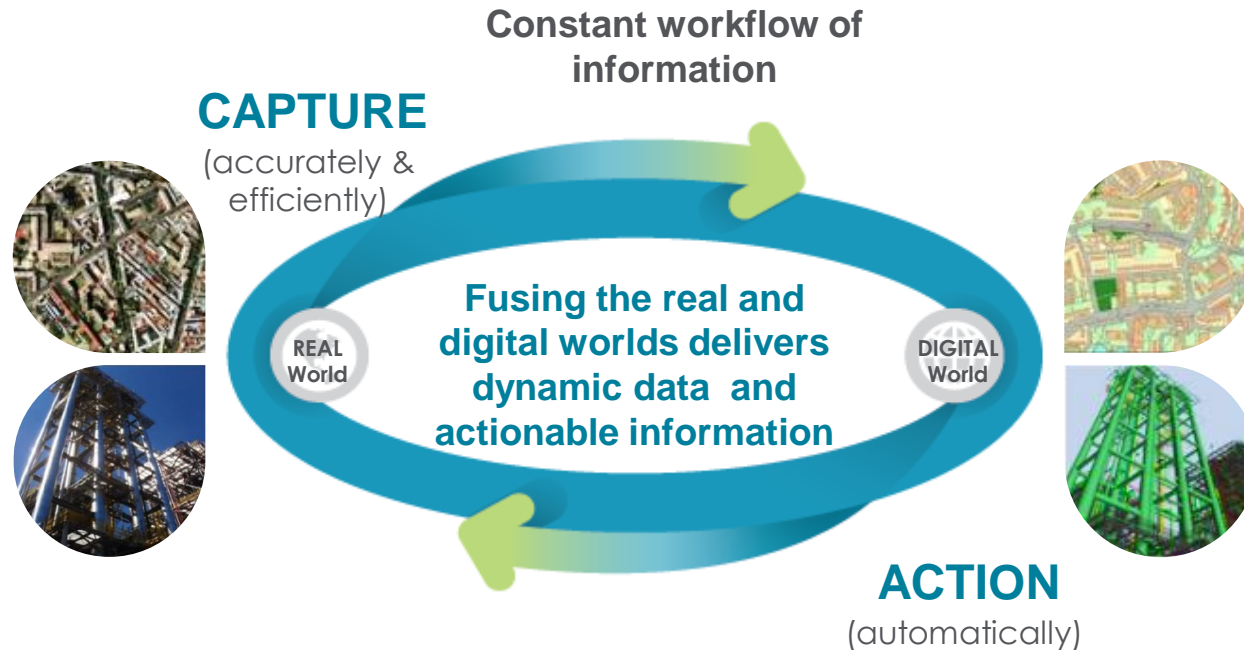 Constant workflow of
information
CAPTURE
(accurately &
efficiently)
Fusing the real and
digital worlds delivers
dynamic data and
actionable information
REAL
World
DIGITAL
World
ACTION
(automatically)